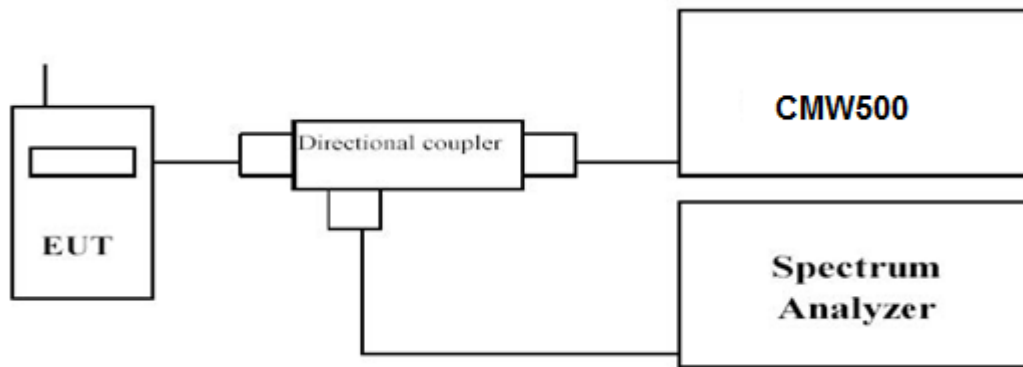 CMW500
Directional coupler
EUT
Spectrum
Analyzer